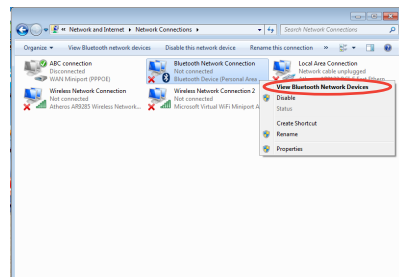 « Network and Internet ▸ Network Connections ▸
Search Network Connections
Organize
View Bluetooth network devices
Disable this network device
Rename this connection
»
ABC connection
Disconnected
WAN Miniport (PPPOE)
Bluetooth Network Connection
Not connected
Bluetooth Device (Personal Area ...
Local Area Connection
Network cable unplugged
Wireless Network Connection
Not connected
Atheros AR9285 Wireless Network...
Wireless Network Connection 2
Not connected
Microsoft Virtual WiFi Miniport A...
View Bluetooth Network Devices
Disable
Status
Create Shortcut
Rename
Properties